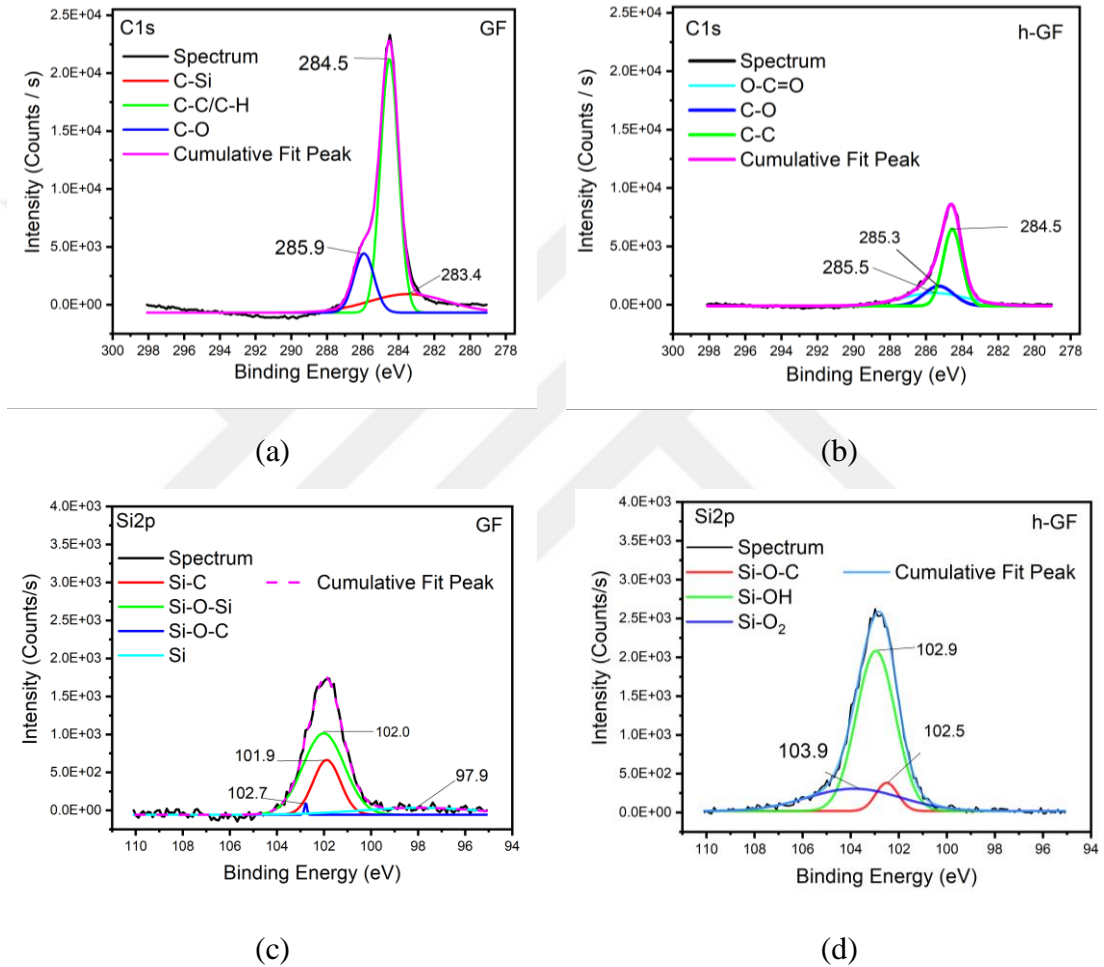 C1s
GF
Spectrum
C-Si
C-C/C-H
C-O
Cumulative Fit Peak
284.5
285.9
283.4
2.5E+04
2.0E+04
1.5E+04
1.0E+04
5.0E+03
0.0E+00
Intensity (Counts / s)
300 298 296 294 292 290 288 286 284 282 280 278
Binding Energy (eV)
(a)
C1s
h-GF
Spectrum
O-C=O
C-O
C-C
Cumulative Fit Peak
284.5
285.3
285.5
2.5E+04
2.0E+04
1.5E+04
1.0E+04
5.0E+03
0.0E+00
Intensity (Counts / s)
300 298 296 294 292 290 288 286 284 282 280 278
Binding Energy (eV)
(b)
Si2p
GF
Spectrum
Si-C
Cumulative Fit Peak
Si-O-Si
Si-O-C
Si
102.0
101.9
102.7
97.9
4.0E+03
3.5E+03
3.0E+03
2.5E+03
2.0E+03
1.5E+03
1.0E+03
5.0E+02
0.0E+00
Intensity (Counts/s)
110 108 106 104 102 100 98 96 94
Binding Energy (eV)
(c)
Si2p
h-GF
Spectrum
Si-O-C
Cumulative Fit Peak
Si-OH
Si-O₂
102.9
102.5
103.9
4.0E+03
3.5E+03
3.0E+03
2.5E+03
2.0E+03
1.5E+03
1.0E+03
5.0E+02
0.0E+00
Intensity (Counts/s)
110 108 106 104 102 100 98 96 94
Binding Energy (eV)
(d)